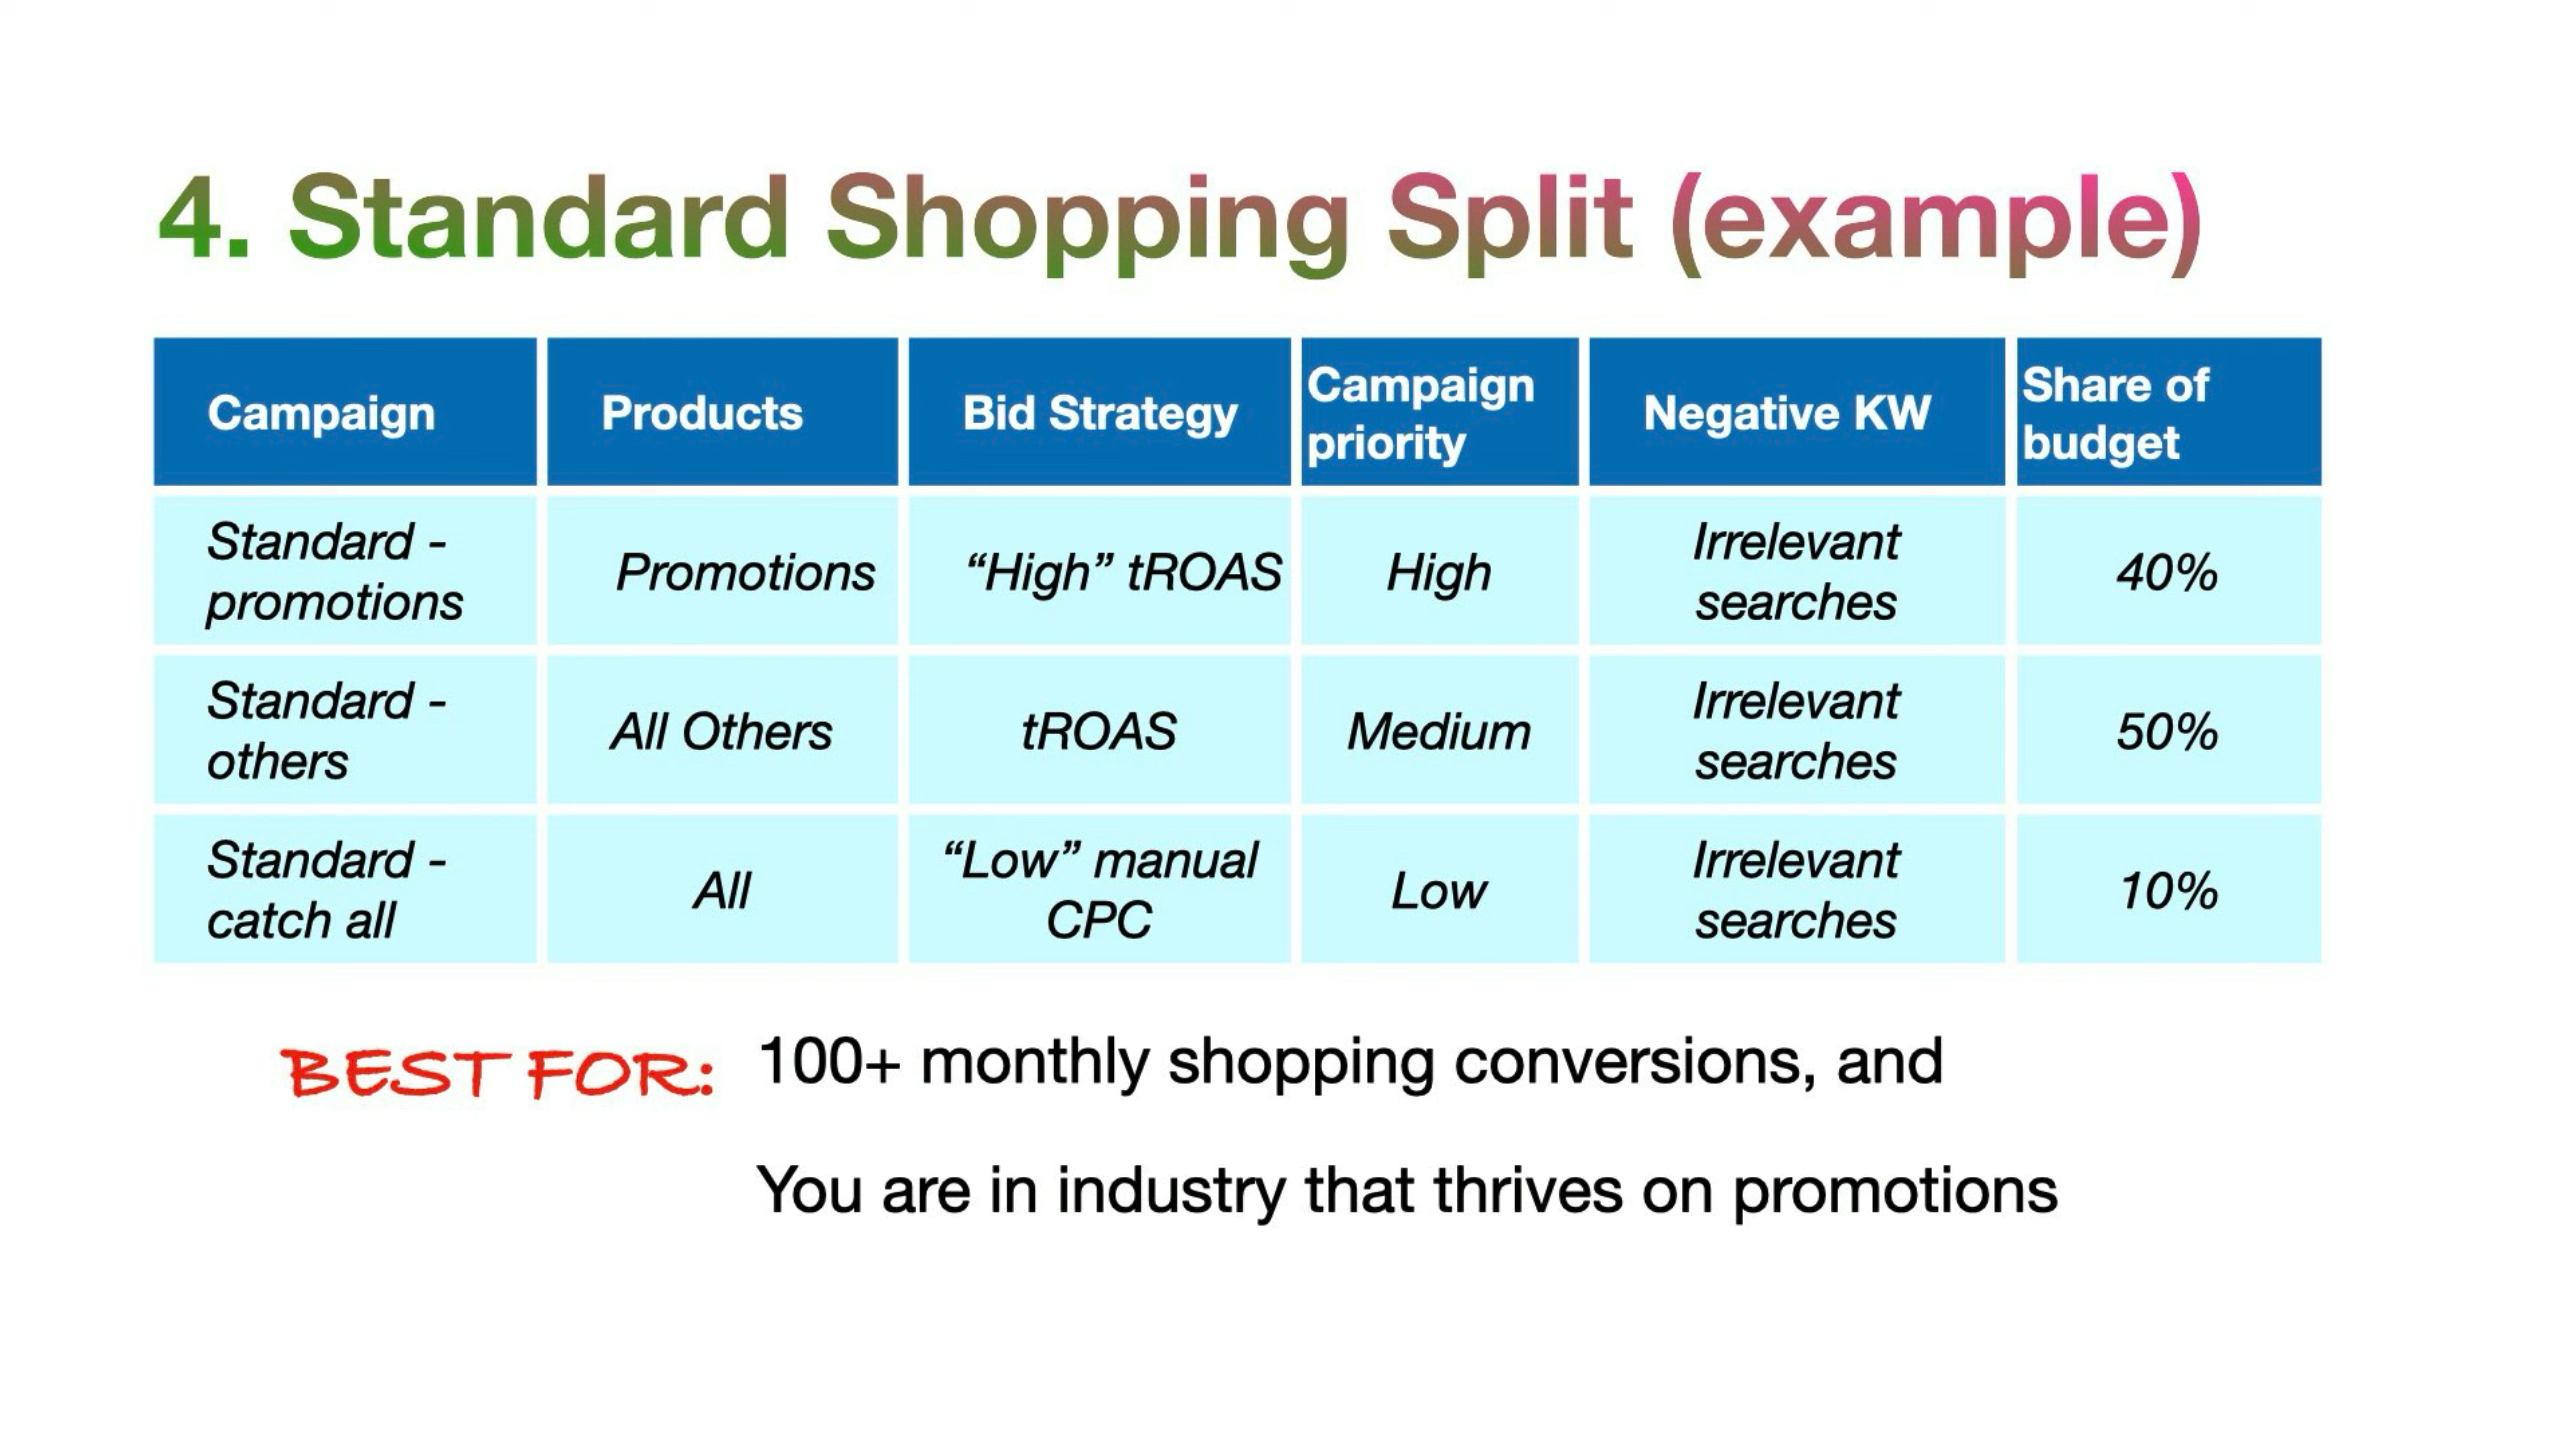 4. Standard Shopping Split (example)
Campaign
Products
Bid Strategy
Campaign
priority
Negative KW
Share of
budget
Standard -
promotions
Promotions
“High” tROAS
High
Irrelevant
searches
40%
Standard -
others
All Others
tROAS
Medium
Irrelevant
searches
50%
Standard -
catch all
All
“Low” manual
CPC
Low
Irrelevant
searches
10%
BEST FOR:
100+ monthly shopping conversions, and
You are in industry that thrives on promotions